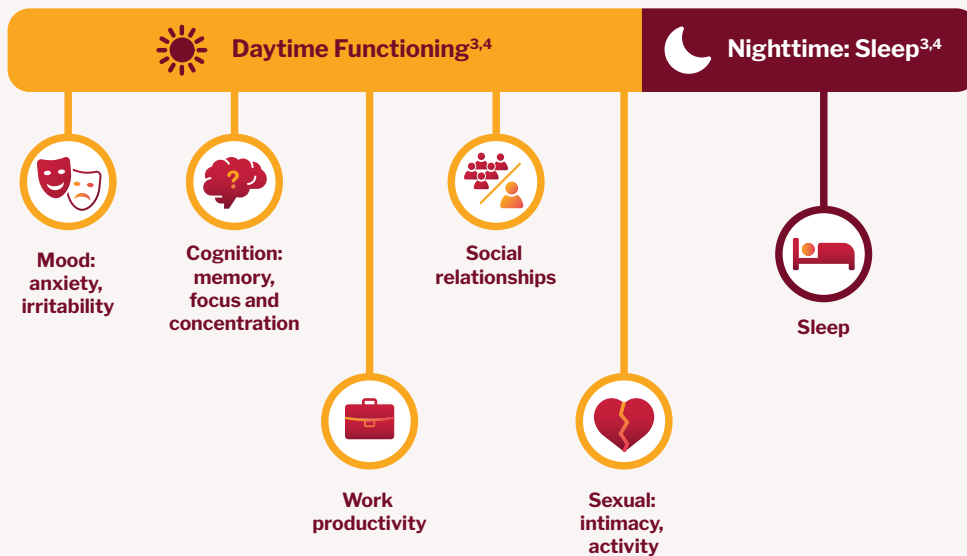 Daytime Functioning3,4
Nighttime: Sleep3,4
?
Mood:
anxiety,
irritability
Cognition:
memory,
focus and
concentration
Social
relationships
Sleep
Work
productivity
Sexual:
intimacy,
activity